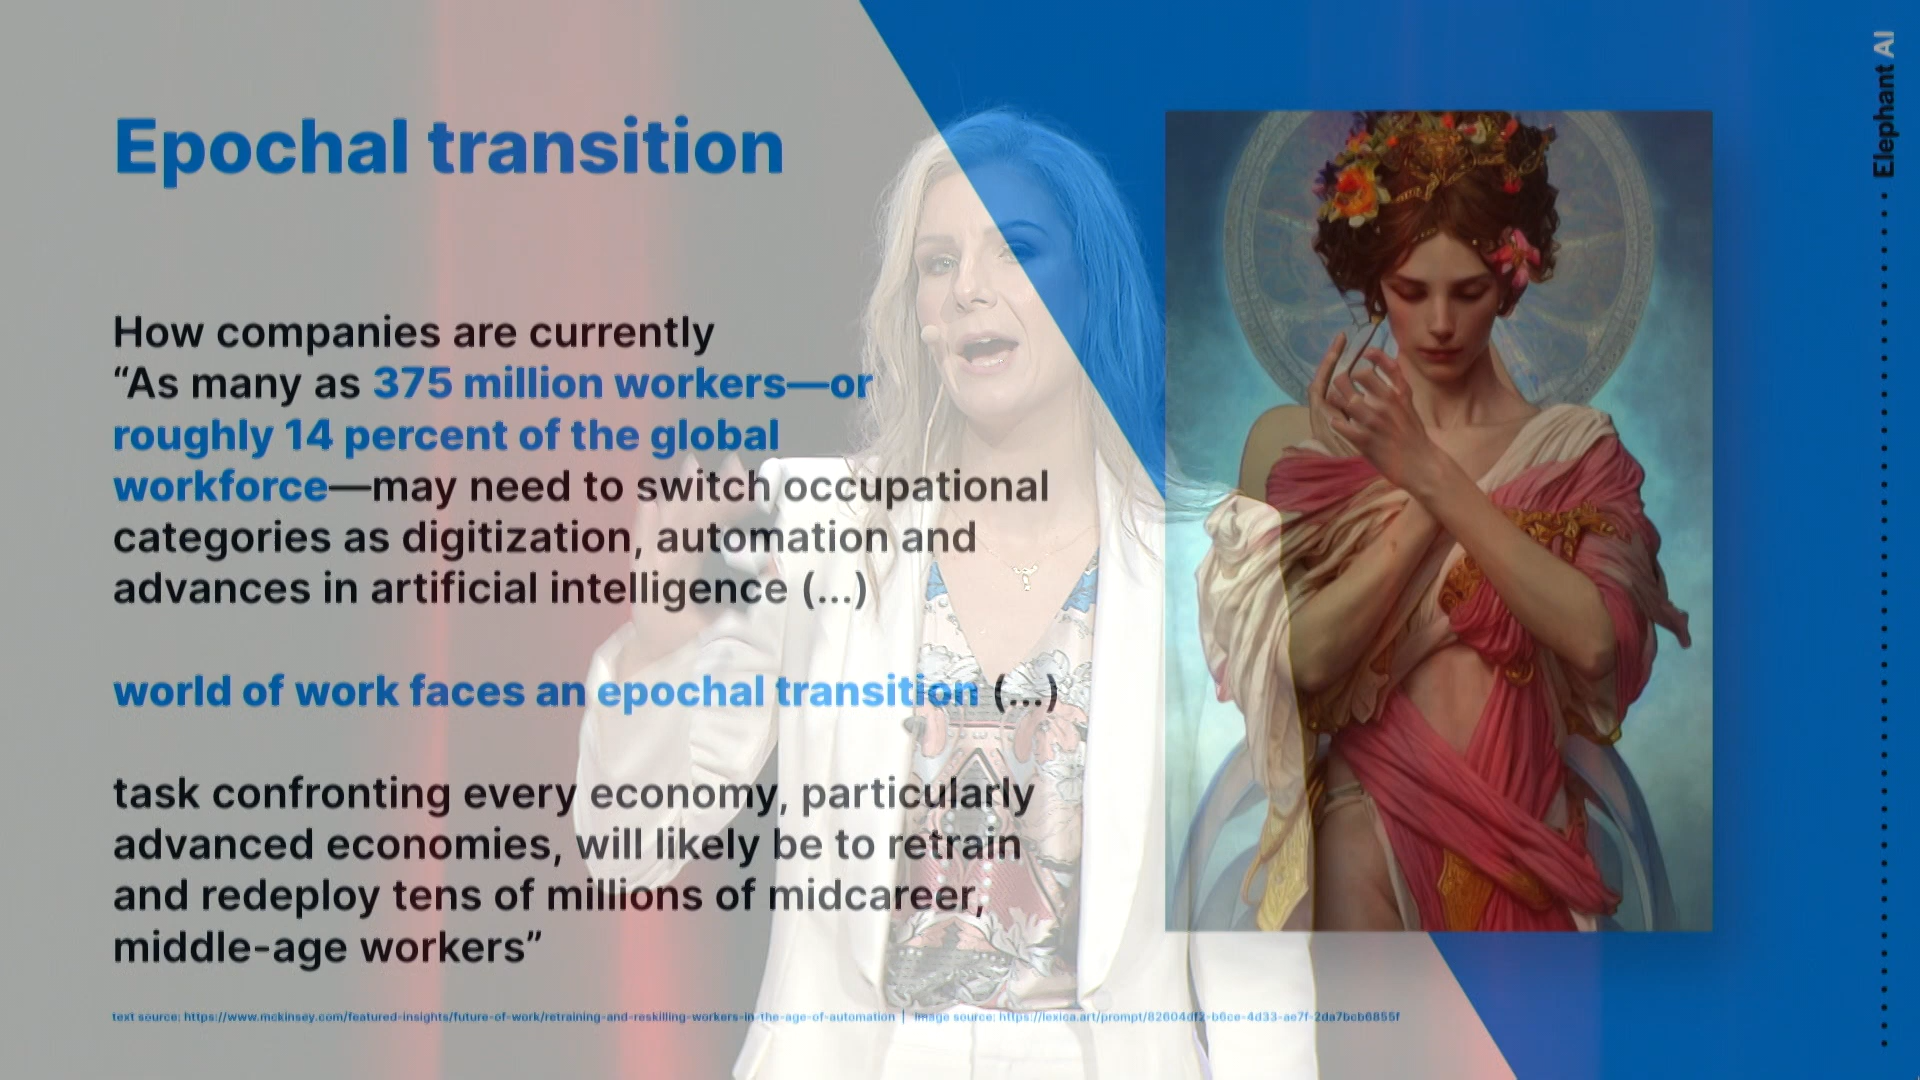 Epochal transition
How companies are currently
“As many as 375 million workers—or
roughly 14 percent of the global
workforce—may need to switch occupational
categories as digitization, automation and
advances in artificial intelligence (...)
world of work faces an epochal transition (...)
task confronting every economy, particularly
advanced economies, will likely be to retrain
and redeploy tens of millions of midcareer,
middle-age workers”
text source: https://www.mckinsey.com/featured-insights/future-of-work/retraining-and-reskilling-workers-in-the-age-of-automation | image source: https://lexica.art/prompt/82604df2-b6ce-4d33-ae7f-2da7bcb6855f
Elephant AI